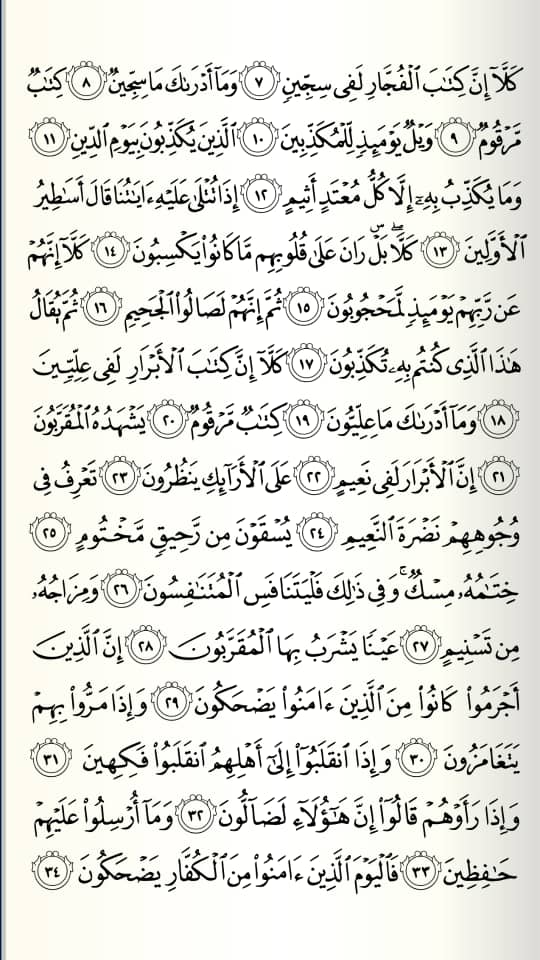 كَلَّآ إِنَّ كِتَٰبَ ٱلْفُجَّارِ لَفِى سِجِّينٍ ٧ وَمَآ أَدْرَىٰكَ مَا سِجِّينٌ ٨ كِتَٰبٌ
مَّرْقُومٌ ٩ وَيْلٌ يَوْمَئِذٍ لِّلْمُكَذِّبِينَ ١٠ ٱلَّذِينَ يُكَذِّبُونَ بِيَوْمِ ٱلدِّينِ ١١
وَمَا يُكَذِّبُ بِهِۦٓ إِلَّا كُلُّ مُعْتَدٍ أَثِيمٍ ١٢ إِذَا تُتْلَىٰ عَلَيْهِ ءَايَٰتُنَا قَالَ أَسَٰطِيرُ
ٱلْأَوَّلِينَ ١٣ كَلَّا ۖ بَلْ ۜ رَانَ عَلَىٰ قُلُوبِهِم مَّا كَانُوا۟ يَكْسِبُونَ ١٤ كَلَّآ إِنَّهُمْ
عَن رَّبِّهِمْ يَوْمَئِذٍ لَّمَحْجُوبُونَ ١٥ ثُمَّ إِنَّهُمْ لَصَالُوا۟ ٱلْجَحِيمِ ١٦ ثُمَّ يُقَالُ
هَٰذَا ٱلَّذِى كُنتُم بِهِۦ تُكَذِّبُونَ ١٧ كَلَّآ إِنَّ كِتَٰبَ ٱلْأَبْرَارِ لَفِى عِلِّيِّينَ
١٨ وَمَآ أَدْرَىٰكَ مَا عِلِّيُّونَ ١٩ كِتَٰبٌ مَّرْقُومٌ ٢٠ يَشْهَدُهُ ٱلْمُقَرَّبُونَ
٢١ إِنَّ ٱلْأَبْرَارَ لَفِى نَعِيمٍ ٢٢ عَلَى ٱلْأَرَآئِكِ يَنظُرُونَ ٢٣ تَعْرِفُ فِى
وُجُوهِهِمْ نَضْرَةَ ٱلنَّعِيمِ ٢٤ يُسْقَوْنَ مِن رَّحِيقٍ مَّخْتُومٍ ٢٥
خِتَٰمُهُۥ مِسْكٌ ۚ وَفِى ذَٰلِكَ فَلْيَتَنَافَسِ ٱلْمُتَنَٰفِسُونَ ٢٦ وَمِزَاجُهُۥ
مِن تَسْنِيمٍ ٢٧ عَيْنًا يَشْرَبُ بِهَا ٱلْمُقَرَّبُونَ ٢٨ إِنَّ ٱلَّذِينَ
أَجْرَمُوا۟ كَانُوا۟ مِنَ ٱلَّذِينَ ءَامَنُوا۟ يَضْحَكُونَ ٢٩ وَإِذَا مَرُّوا۟ بِهِمْ
يَتَغَامَزُونَ ٣٠ وَإِذَا ٱنقَلَبُوٓا۟ إِلَىٰٓ أَهْلِهِمُ ٱنقَلَبُوا۟ فَكِهِينَ ٣١
وَإِذَا رَأَوْهُمْ قَالُوٓا۟ إِنَّ هَٰٓؤُلَآءِ لَضَآلُّونَ ٣٢ وَمَآ أُرْسِلُوا۟ عَلَيْهِمْ
حَٰفِظِينَ ٣٣ فَٱلْيَوْمَ ٱلَّذِينَ ءَامَنُوا۟ مِنَ ٱلْكُفَّارِ يَضْحَكُونَ ٣٤